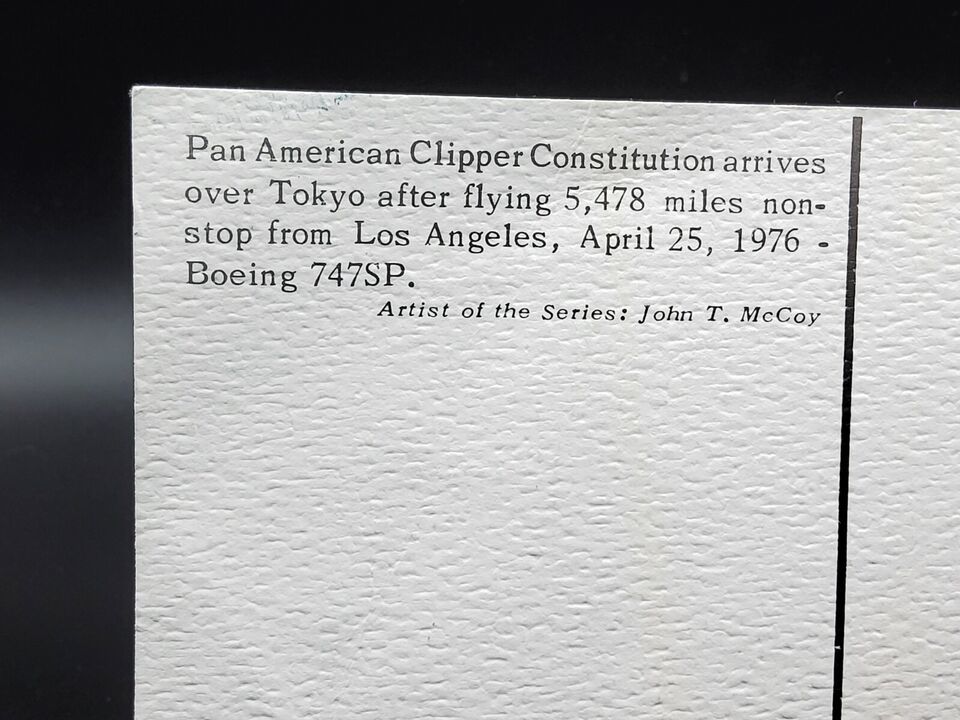 Pan American Clipper Constitution arrives
over Tokyo after flying 5,478 miles non-
stop from Los Angeles, April 25, 1976 -
Boeing 747SP.
Artist of the Series: John T. McCoy